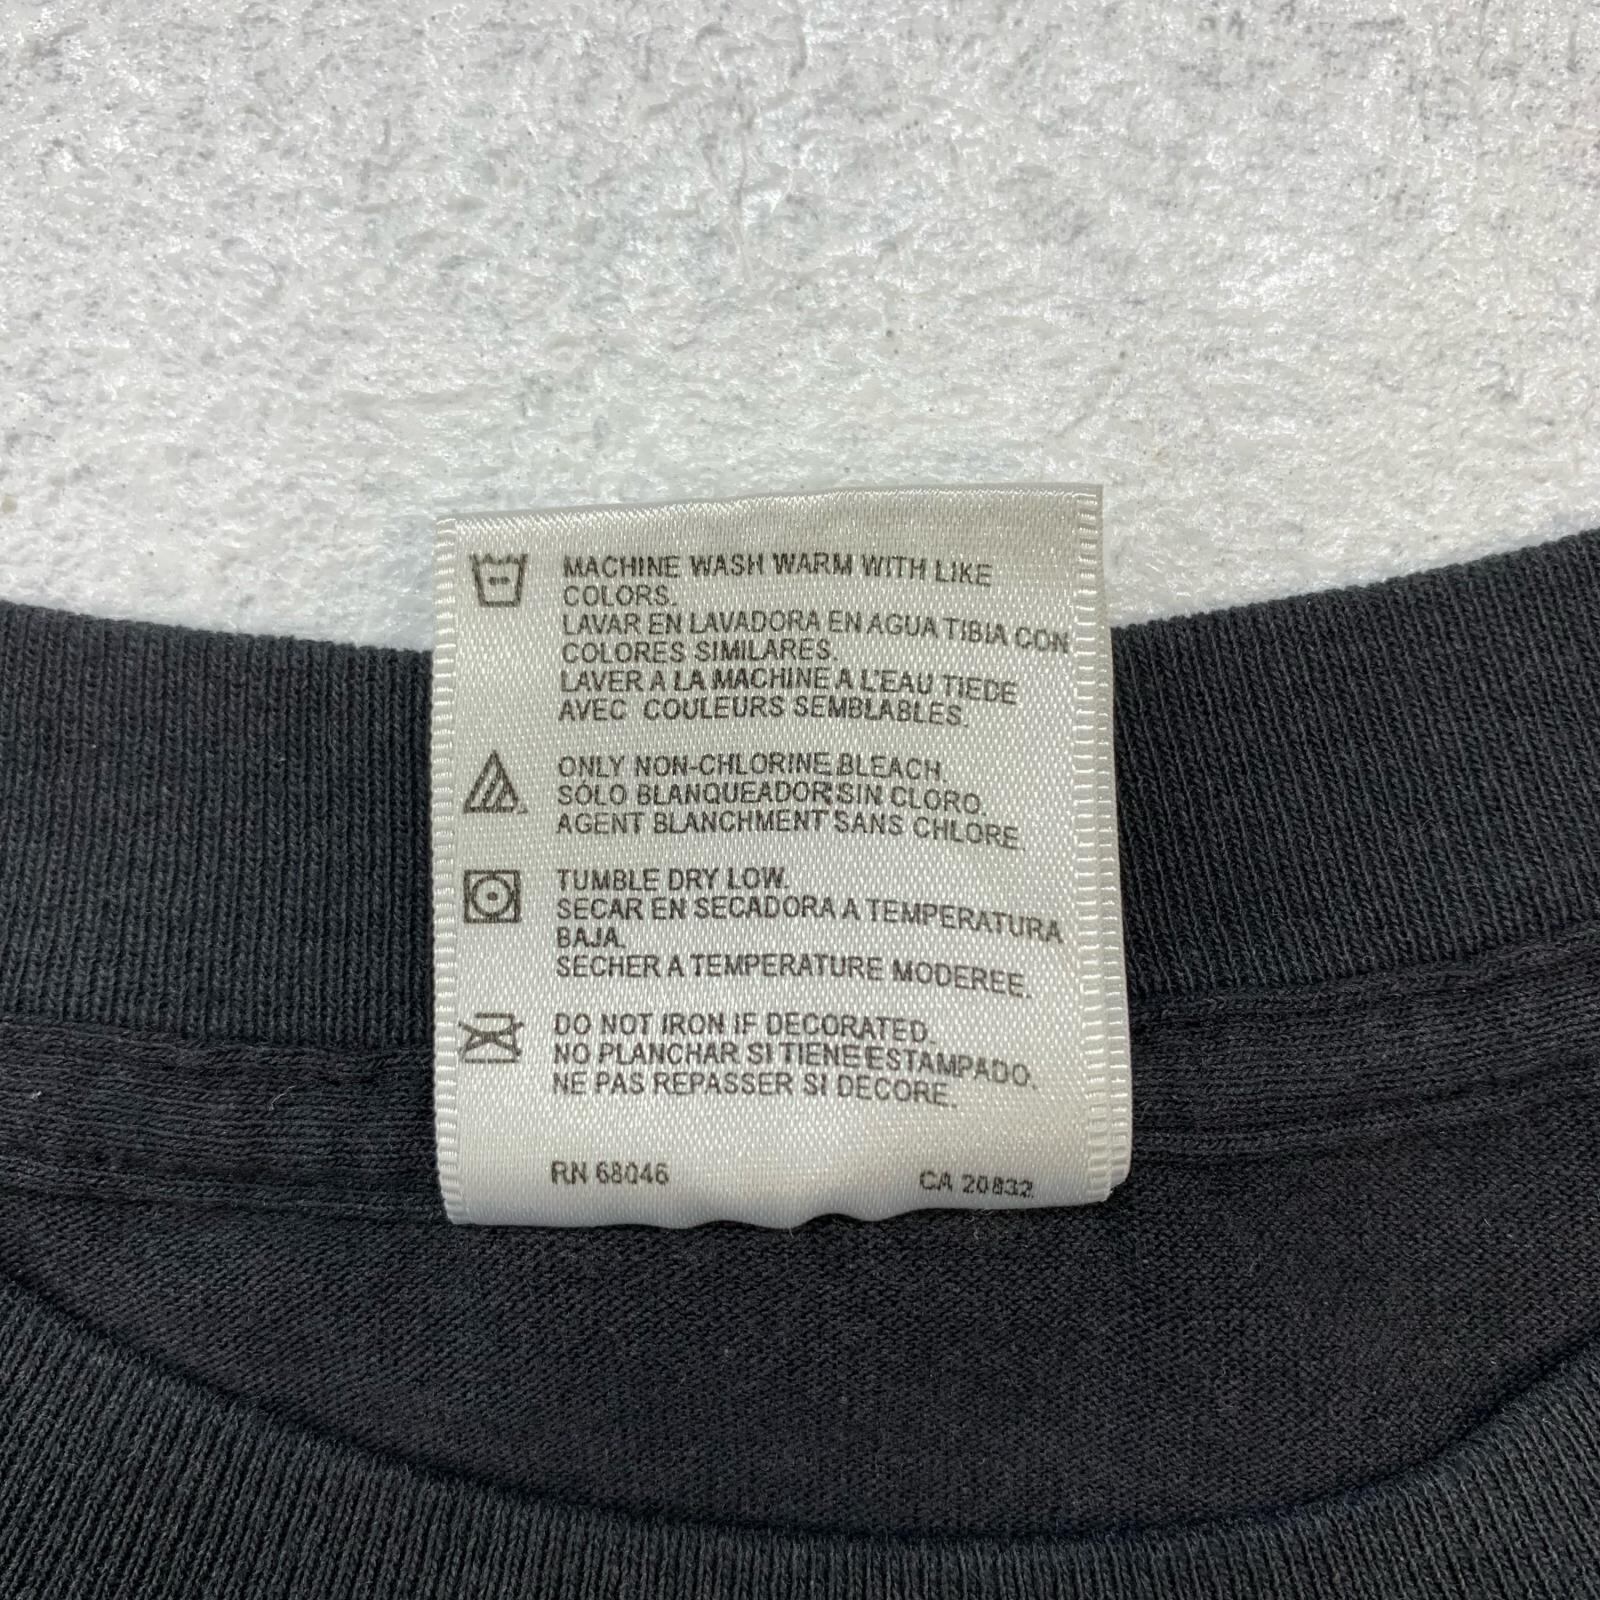 MACHINE WASH WARM WITH LIKE
COLORS.
LAVAR EN LAVADORA EN AGUA TIBIA CON
COLORES SIMILARES.
LAVER A LA MACHINE A L'EAU TIEDE
AVEC COULEURS SEMBLABLES.
ONLY NON-CHLORINE BLEACH.
SÓLO BLANQUEADOR SIN CLORO.
AGENT BLANCHMENT SANS CHLORE.
TUMBLE DRY LOW.
SECAR EN SECADORA A TEMPERATURA
BAJA.
SECHER A TEMPERATURE MODEREE.
DO NOT IRON IF DECORATED.
NO PLANCHAR SI TIENE ESTAMPADO.
NE PAS REPASSER SI DECORE.
RN 68046 CA 20832